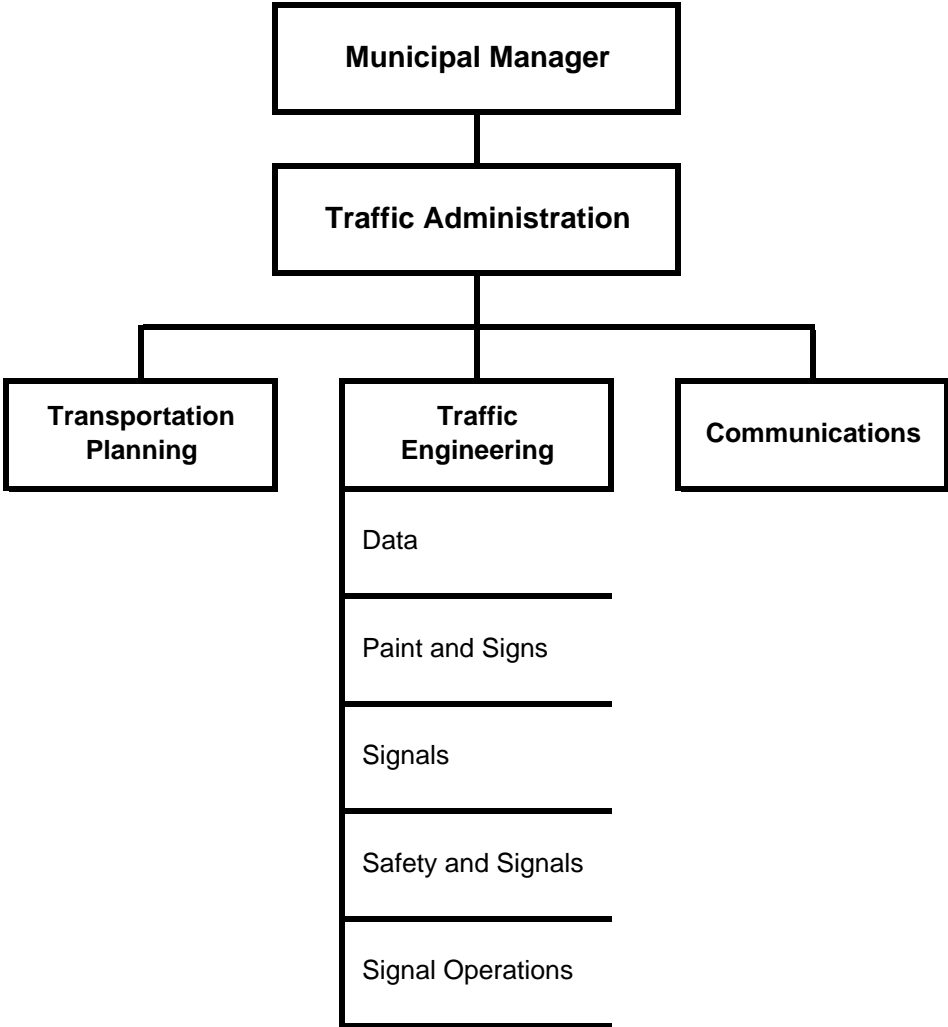 Municipal Manager
Traffic Administration
Transportation
Planning
Traffic
Engineering
Communications
Data
Paint and Signs
Signals
Safety and Signals
Signal Operations